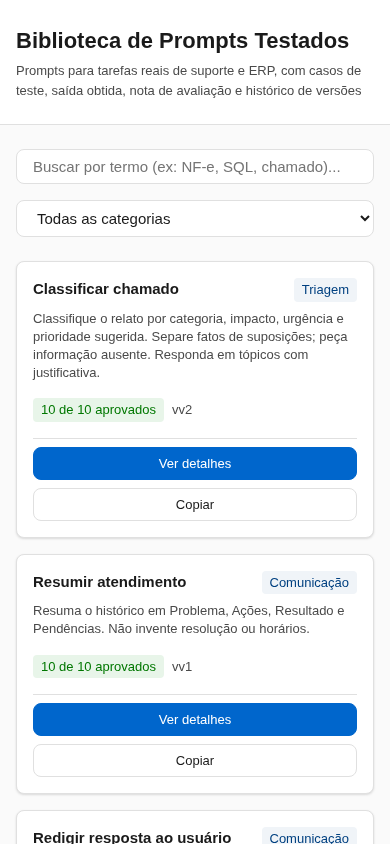 Biblioteca de Prompts Testados
Prompts para tarefas reais de suporte e ERP, com casos de
teste, saída obtida, nota de avaliação e histórico de versões
Buscar por termo (ex: NF-e, SQL, chamado)...
Todas as categorias
Classificar chamado
Triagem
Classifique o relato por categoria, impacto, urgência e
prioridade sugerida. Separe fatos de suposições; peça
informação ausente. Responda em tópicos com
justificativa.
10 de 10 aprovados vv2
Ver detalhes
Copiar
Resumir atendimento
Comunicação
Resuma o histórico em Problema, Ações, Resultado e
Pendências. Não invente resolução ou horários.
10 de 10 aprovados vv1
Ver detalhes
Copiar
Redigir resposta ao usuário
Comunicação